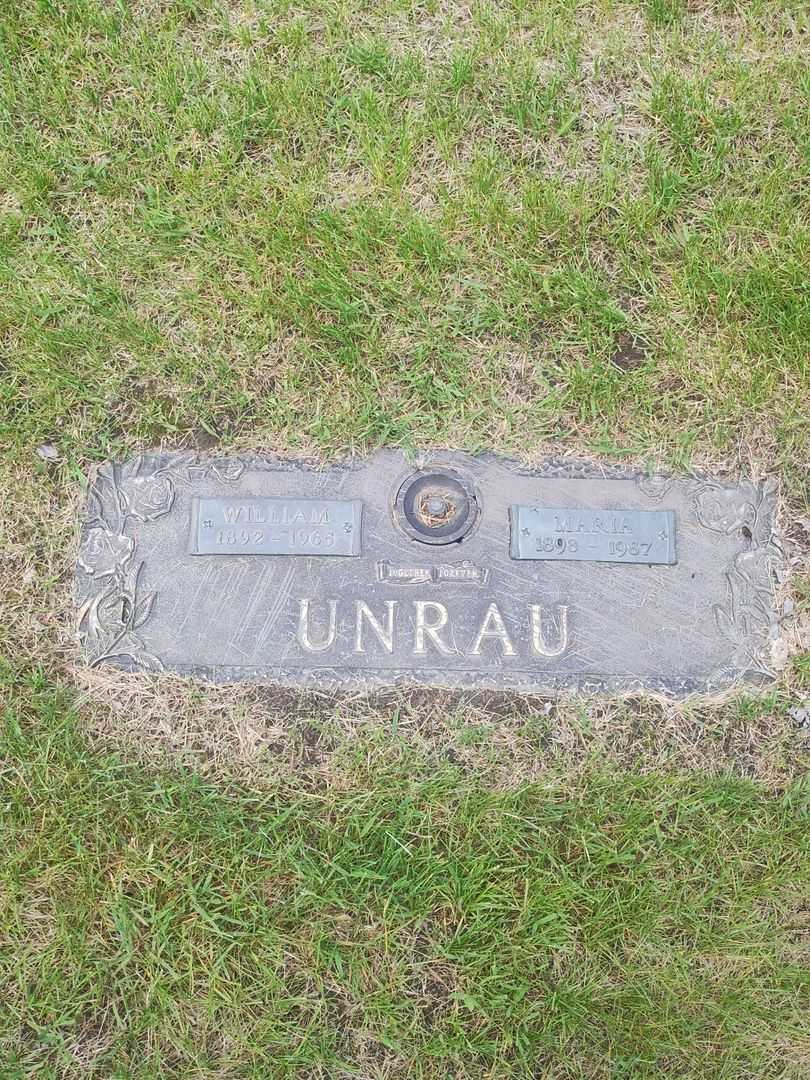 WILLIAM
1892 - 1965
MARIA
1898 - 1987
TOGETHER FOREVER
UNRAU